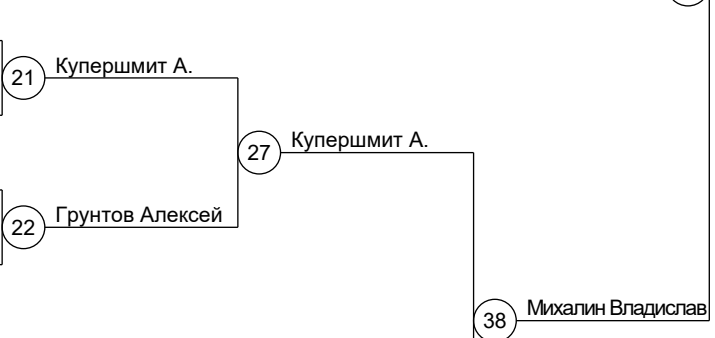 21 Купершмит А.
27 Купершмит А.
22 Грунтов Алексей
38 Михалин Владислав